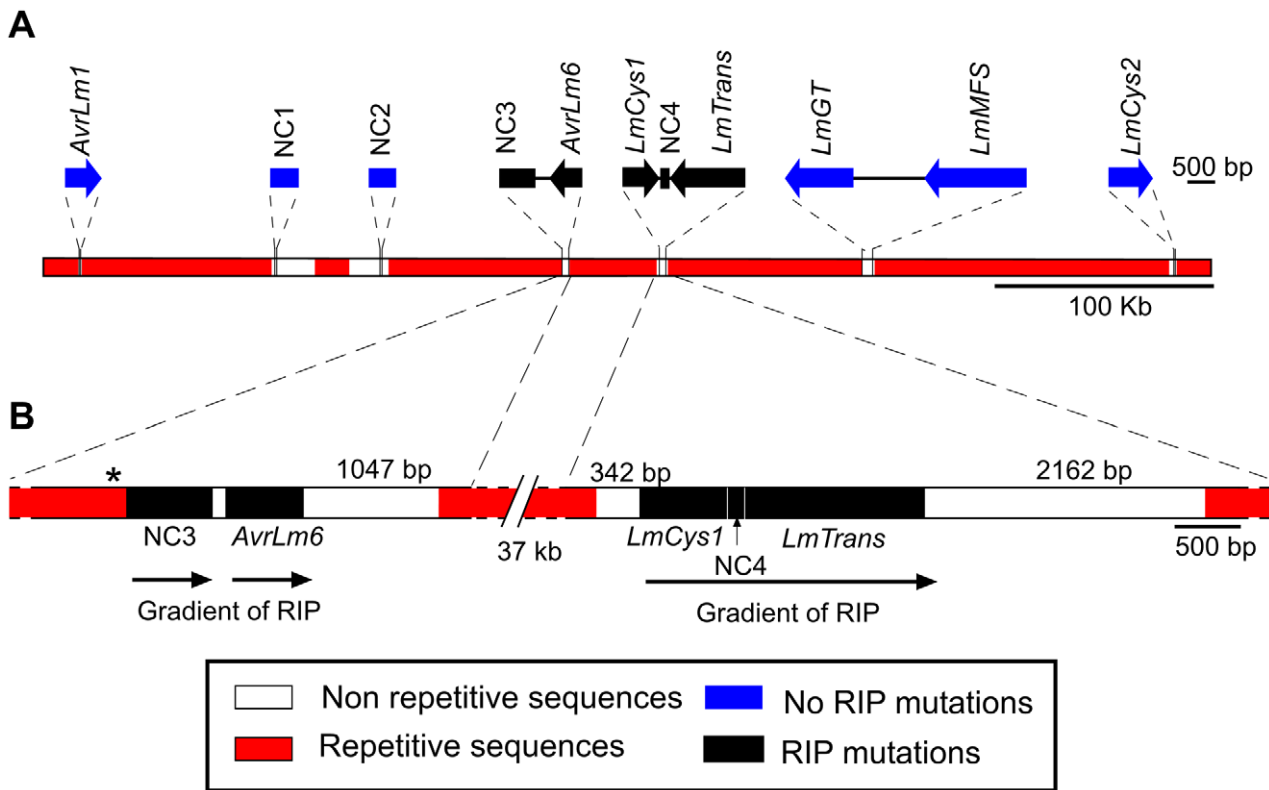 A
AvrLm1
NC1
NC2
NC3
AvrLm6
LmCys1
NC4
LmTrans
LmGT
LmMFS
LmCys2
500 bp
100 Kb
B
*
1047 bp
342 bp
2162 bp
NC3
AvrLm6
37 kb
LmCys1
NC4
LmTrans
500 bp
Gradient of RIP
Gradient of RIP
Non repetitive sequences
No RIP mutations
Repetitive sequences
RIP mutations